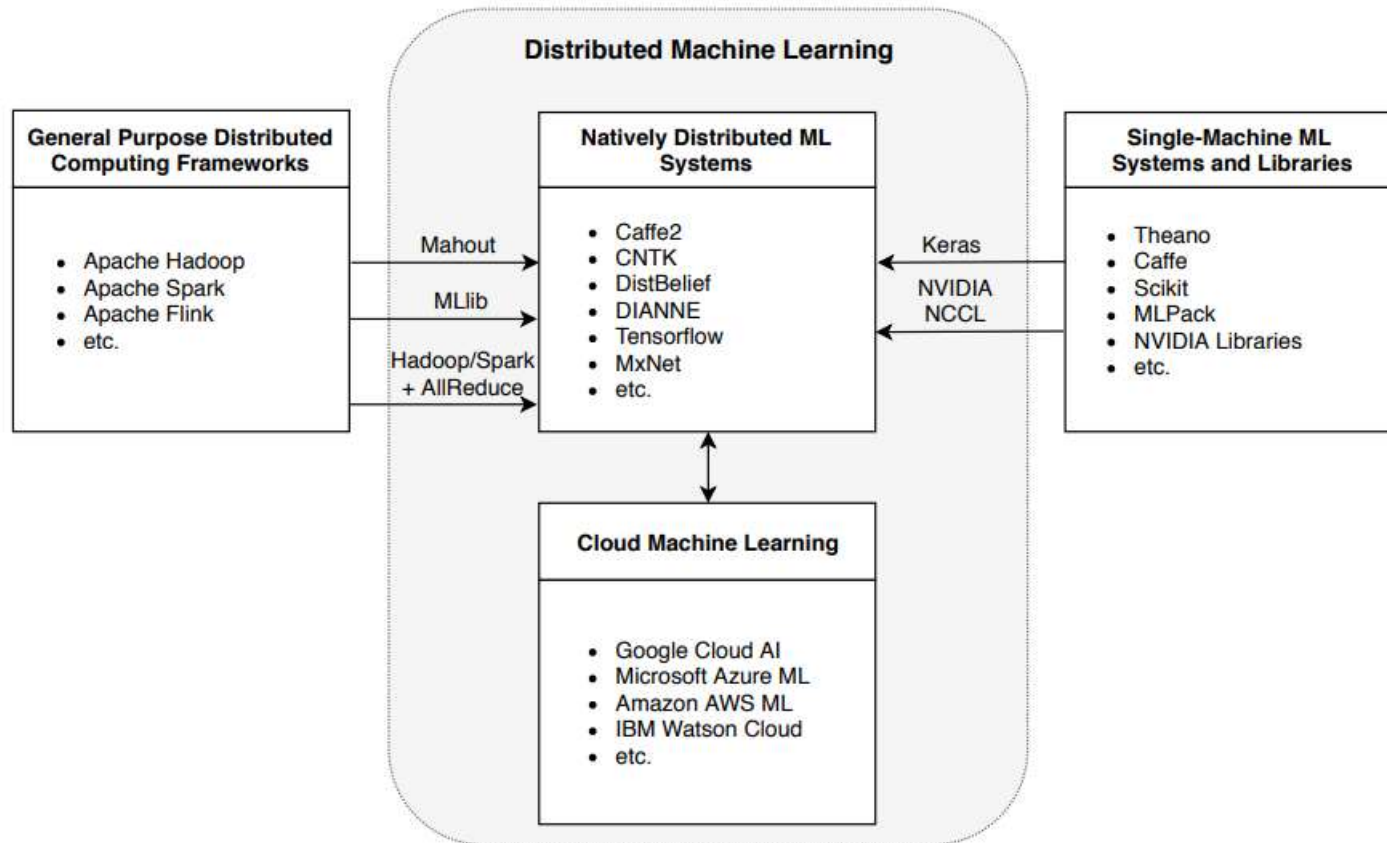 Distributed Machine Learning
General Purpose Distributed
Computing Frameworks
Apache Hadoop
Apache Spark
Apache Flink
etc.
Mahout
MLlib
Hadoop/Spark
+ AllReduce
Natively Distributed ML
Systems
Caffe2
CNTK
DistBelief
DIANNE
Tensorflow
MxNet
etc.
Keras
NVIDIA
NCCL
Single-Machine ML
Systems and Libraries
Theano
Caffe
Scikit
MLPack
NVIDIA Libraries
etc.
Cloud Machine Learning
Google Cloud AI
Microsoft Azure ML
Amazon AWS ML
IBM Watson Cloud
etc.